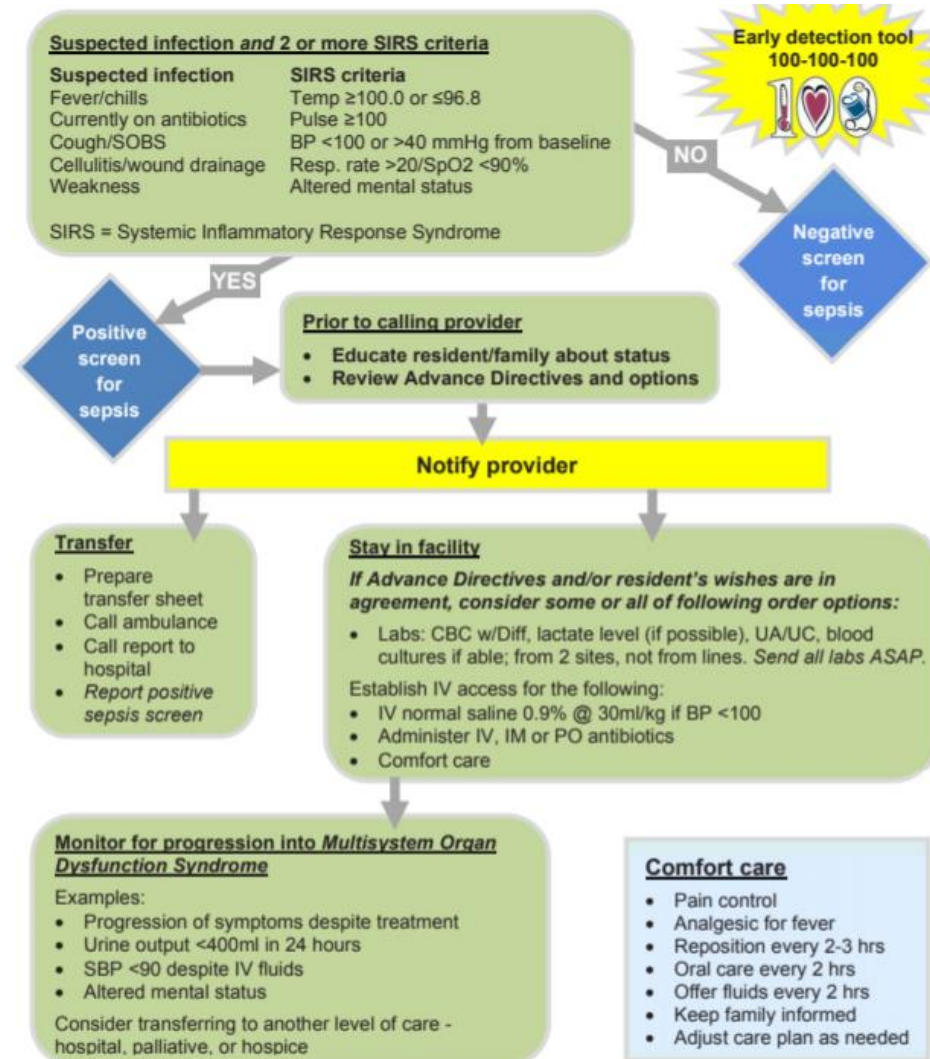 Suspected infection and 2 or more SIRS criteria
Suspected infection SIRS criteria
Fever/chills Temp ≥100.0 or ≤96.8
Currently on antibiotics Pulse ≥100
Cough/SOBS BP <100 or >40 mmHg from baseline
Cellulitis/wound drainage Resp. rate >20/SpO2 <90%
Weakness Altered mental status
SIRS = Systemic Inflammatory Response Syndrome
Early detection tool
100-100-100
100
NO
Negative
screen
for
sepsis
YES
Positive
screen
for
sepsis
Prior to calling provider
• Educate resident/family about status
• Review Advance Directives and options
Notify provider
Transfer
• Prepare
transfer sheet
• Call ambulance
• Call report to
hospital
• Report positive
sepsis screen
Stay in facility
If Advance Directives and/or resident's wishes are in
agreement, consider some or all of following order options:
• Labs: CBC w/Diff, lactate level (if possible), UA/UC, blood
cultures if able; from 2 sites, not from lines. Send all labs ASAP.
Establish IV access for the following:
• IV normal saline 0.9% @ 30ml/kg if BP <100
• Administer IV, IM or PO antibiotics
• Comfort care
Monitor for progression into Multisystem Organ
Dysfunction Syndrome
Examples:
• Progression of symptoms despite treatment
• Urine output <400ml in 24 hours
• SBP <90 despite IV fluids
• Altered mental status
Consider transferring to another level of care -
hospital, palliative, or hospice
Comfort care
• Pain control
• Analgesic for fever
• Reposition every 2-3 hrs
• Oral care every 2 hrs
• Offer fluids every 2 hrs
• Keep family informed
• Adjust care plan as needed